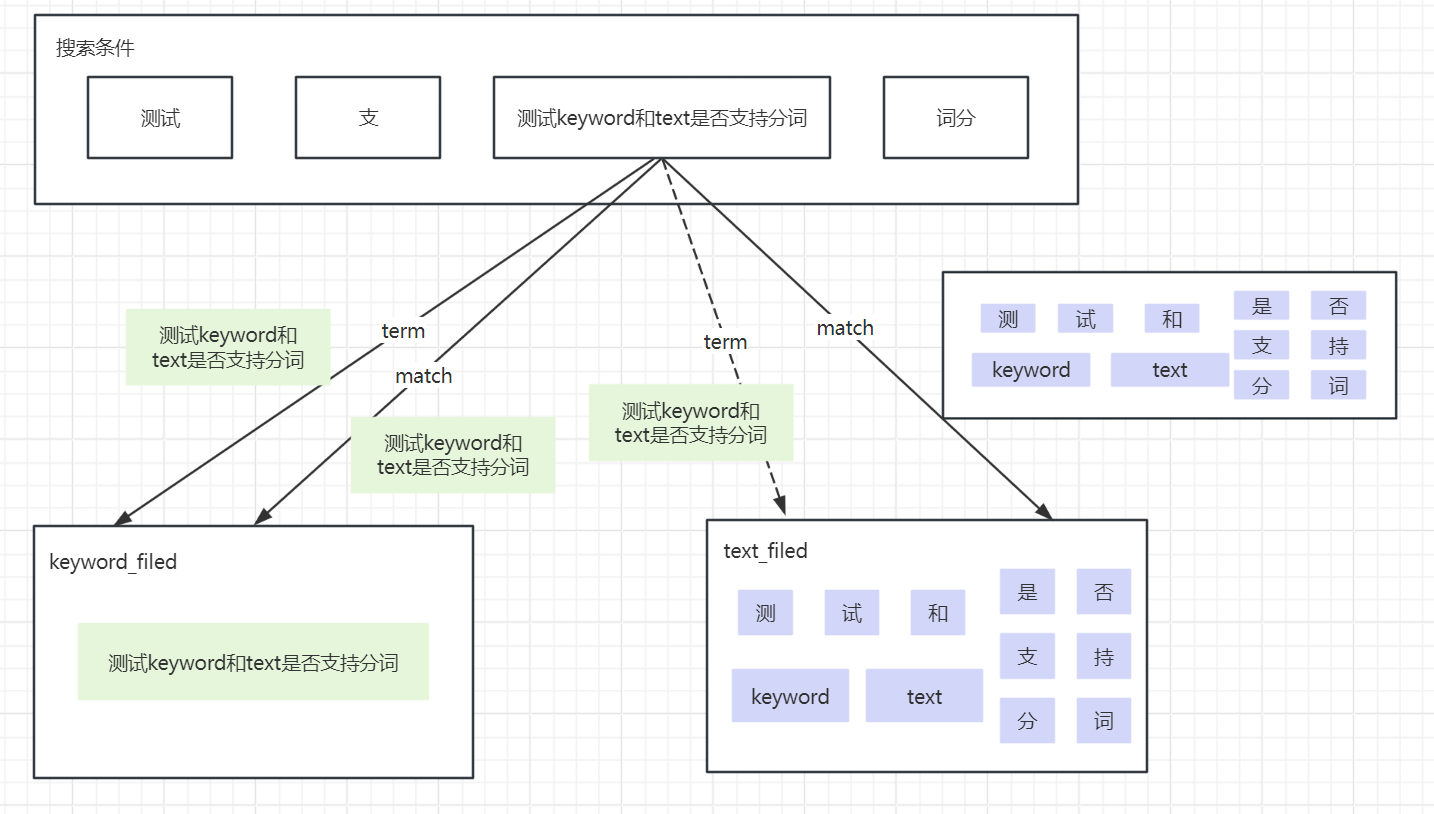 搜索条件
测试
支
测试keyword和text是否支持分词
词分
term
match
term
match
测试keyword和
text是否支持分词
测试keyword和
text是否支持分词
测试keyword和
text是否支持分词
测
试
和
是
否
支
持
keyword
text
分
词
keyword_filed
测试keyword和text是否支持分词
text_filed
测
试
和
是
否
支
持
keyword
text
分
词